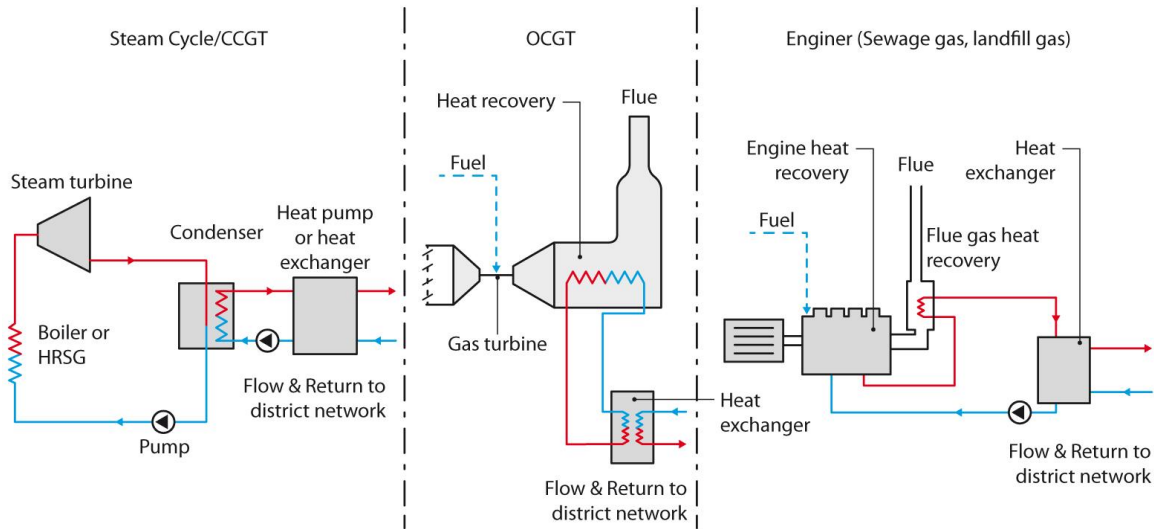 Steam Cycle/CCGT
Steam turbine
Condenser
Heat pump
or heat
exchanger
Boiler or
HRSG
Pump
Flow & Return to
district network
OCGT
Heat recovery
Flue
Fuel
Gas turbine
Heat
exchanger
Flow & Return to
district network
Enginer (Sewage gas, landfill gas)
Engine heat
recovery
Flue
Heat
exchanger
Fuel
Flue gas heat
recovery
Flow & Return to
district network